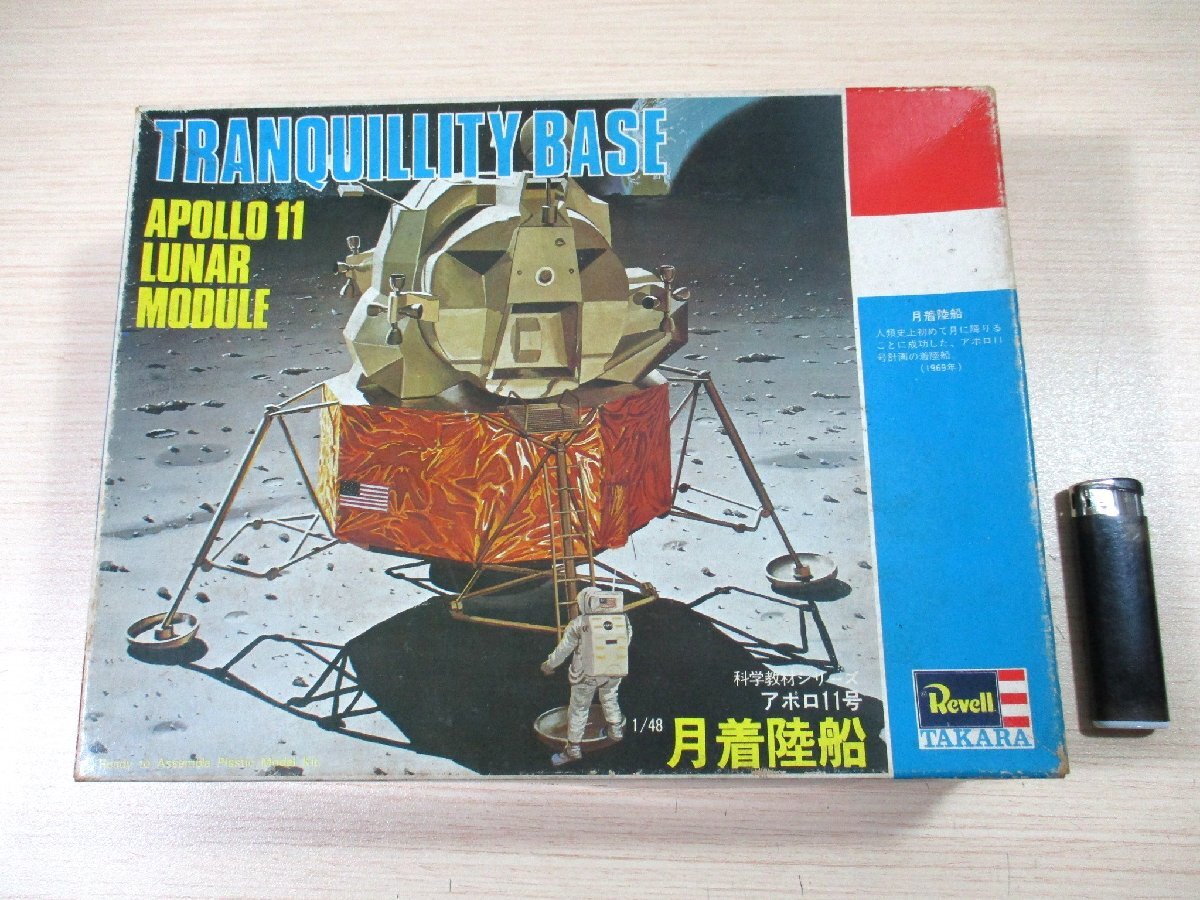 TRANQUILLITY BASE
APOLLO 11
LUNAR
MODULE
月着陸船
人類史上初めて月に降りる
ことに成功した、アポロ11
号計画の着陸船
(1969年)
科学教材シリーズ
アポロ11号
1/48
月着陸船
Ready to Assemble Plastic Model Kit
Revell
TAKARA